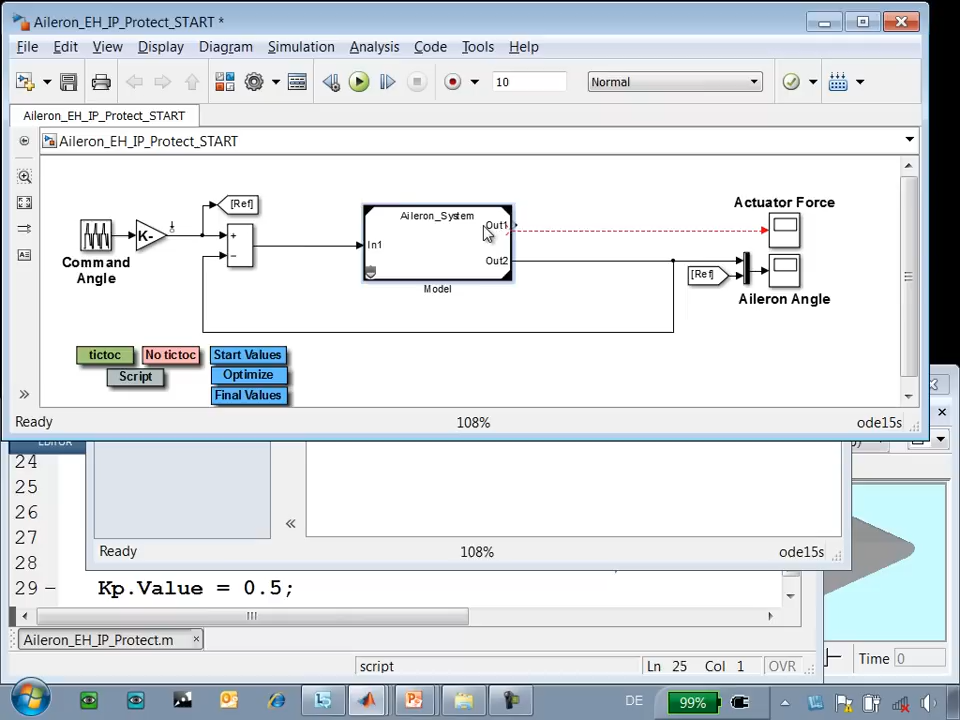 Aileron_EH_IP_Protect_START *
File Edit View Display Diagram Simulation Analysis Code Tools Help
10 Normal
Aileron_EH_IP_Protect_START
Aileron_EH_IP_Protect_START
Actuator Force
[Ref]
Aileron_System
Out1
K-
+
−
In1
Out2
Command
Angle
[Ref]
Model
Aileron Angle
tictoc No tictoc Start Values
Script Optimize
Final Values
Ready 108% ode15s
EDITOR
24
25
26
27
28
29 – Kp.Value = 0.5;
Ready 108% ode15s
Aileron_EH_IP_Protect.m
script Ln 25 Col 1 OVR
Time 0
DE 99%